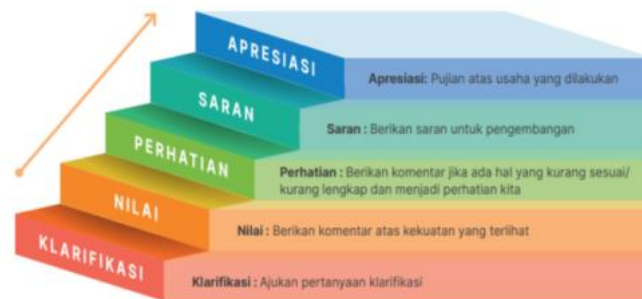 APRESIASI
Apresiasi: Pujian atas usaha yang dilakukan
SARAN
Saran : Berikan saran untuk pengembangan
PERHATIAN
Perhatian : Berikan komentar jika ada hal yang kurang sesuai/
kurang lengkap dan menjadi perhatian kita
NILAI
Nilai : Berikan komentar atas kekuatan yang terlihat
KLARIFIKASI
Klarifikasi : Ajukan pertanyaan klarifikasi